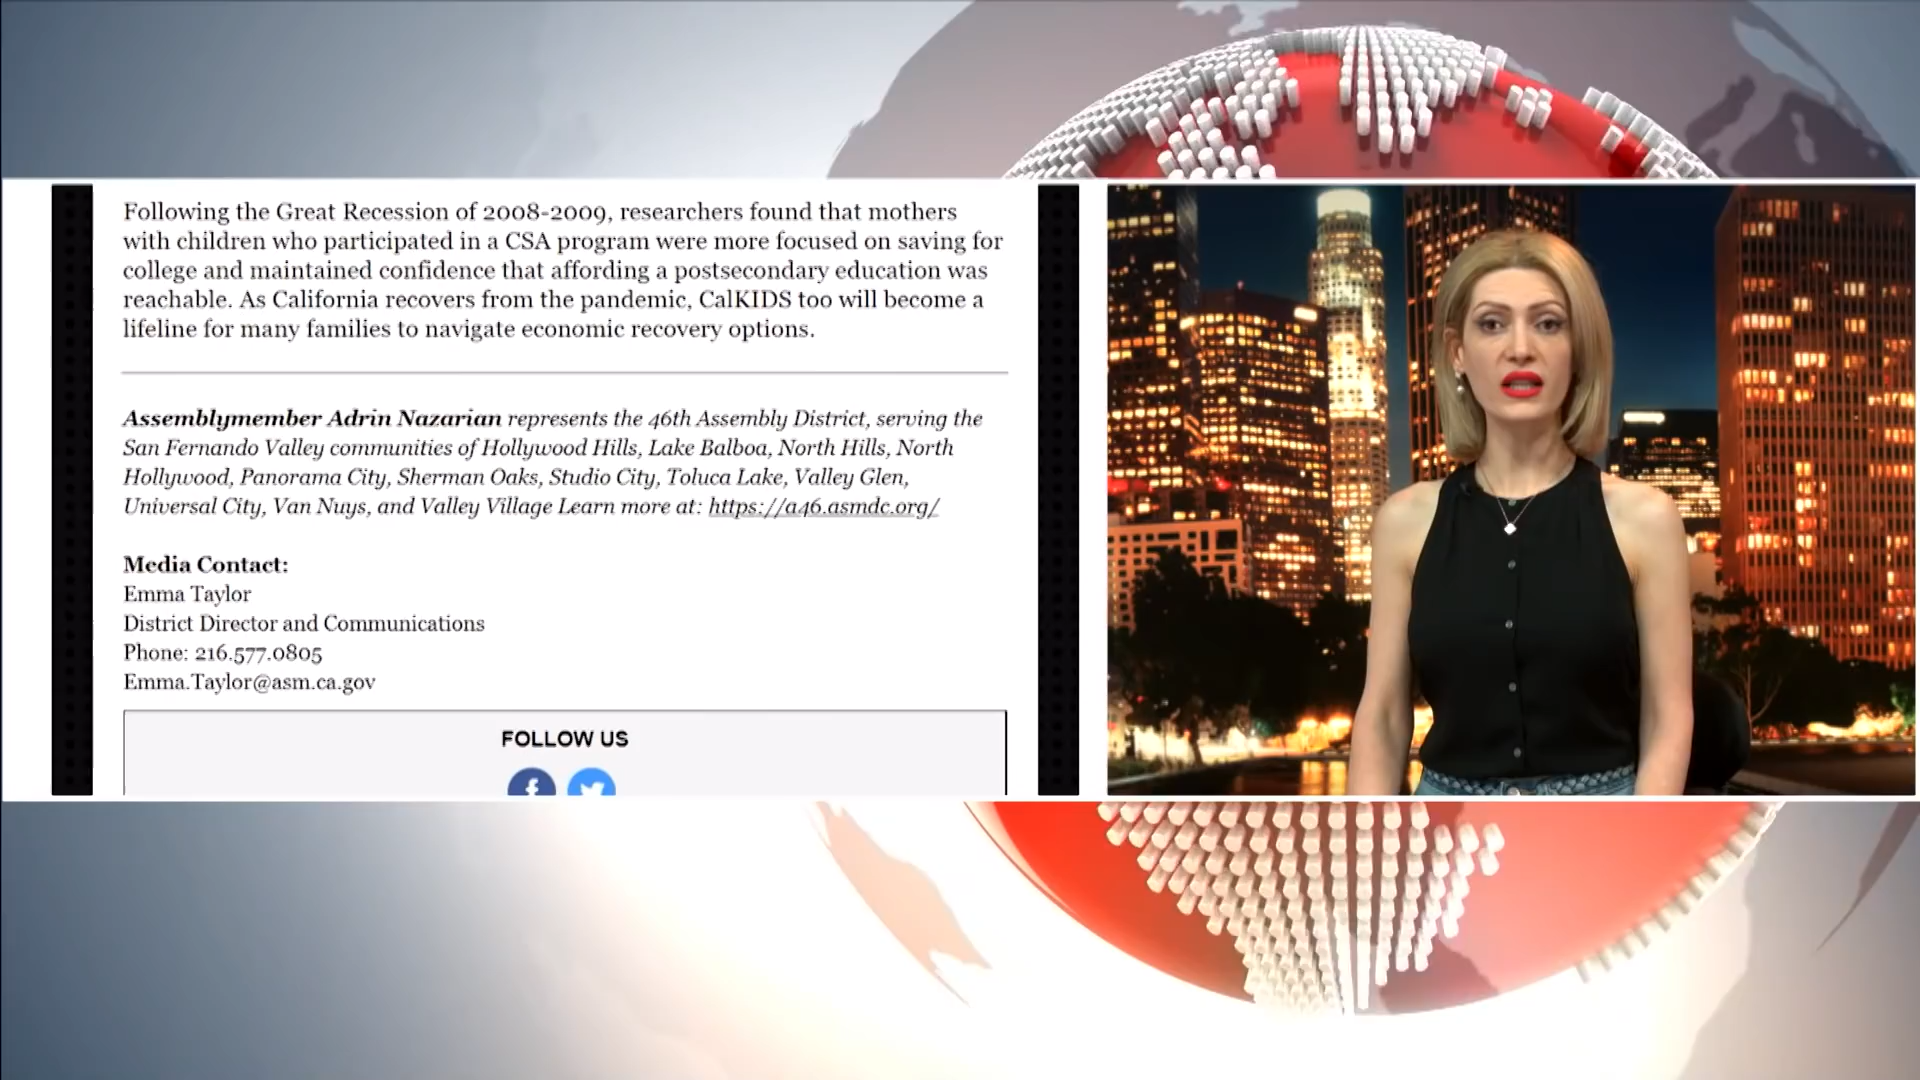 Following the Great Recession of 2008-2009, researchers found that mothers
with children who participated in a CSA program were more focused on saving for
college and maintained confidence that affording a postsecondary education was
reachable. As California recovers from the pandemic, CalKIDS too will become a
lifeline for many families to navigate economic recovery options.
Assemblymember Adrin Nazarian represents the 46th Assembly District, serving the
San Fernando Valley communities of Hollywood Hills, Lake Balboa, North Hills, North
Hollywood, Panorama City, Sherman Oaks, Studio City, Toluca Lake, Valley Glen,
Universal City, Van Nuys, and Valley Village Learn more at: https://a46.asmdc.org/
Media Contact:
Emma Taylor
District Director and Communications
Phone: 216.577.0805
Emma.Taylor@asm.ca.gov
FOLLOW US